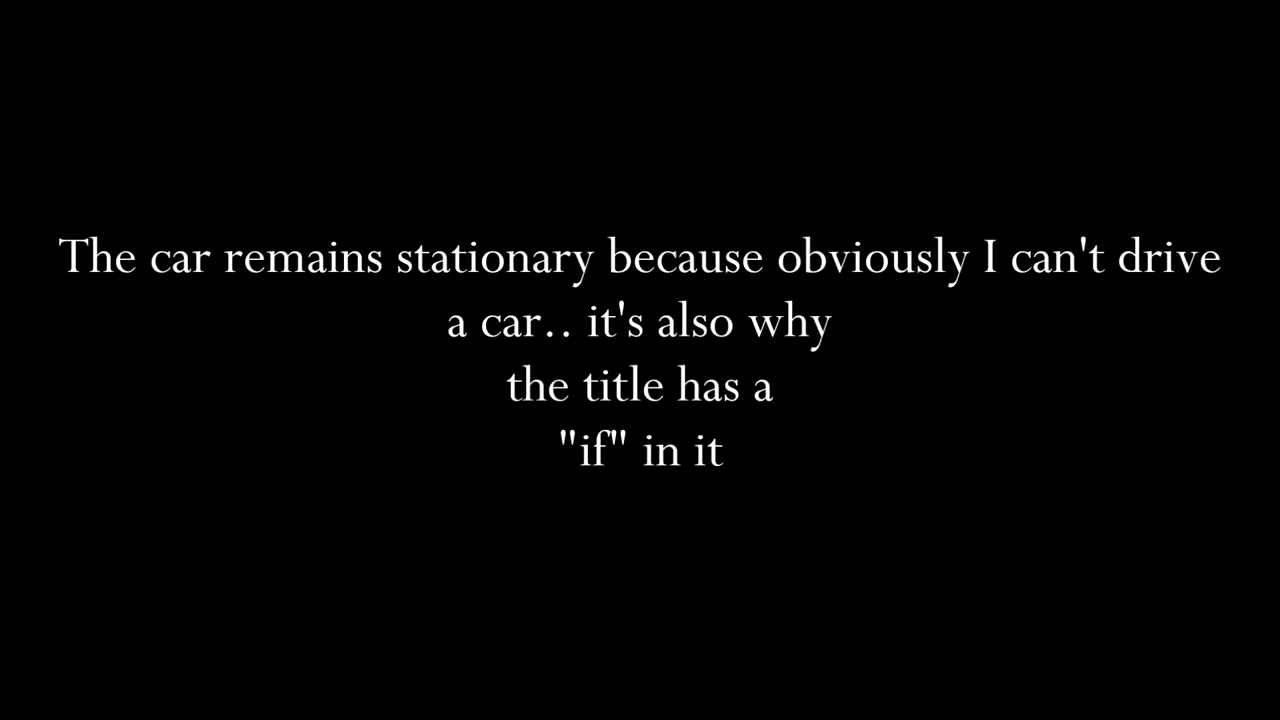 The car remains stationary because obviously I can't drive
a car.. it's also why
the title has a
"if" in it